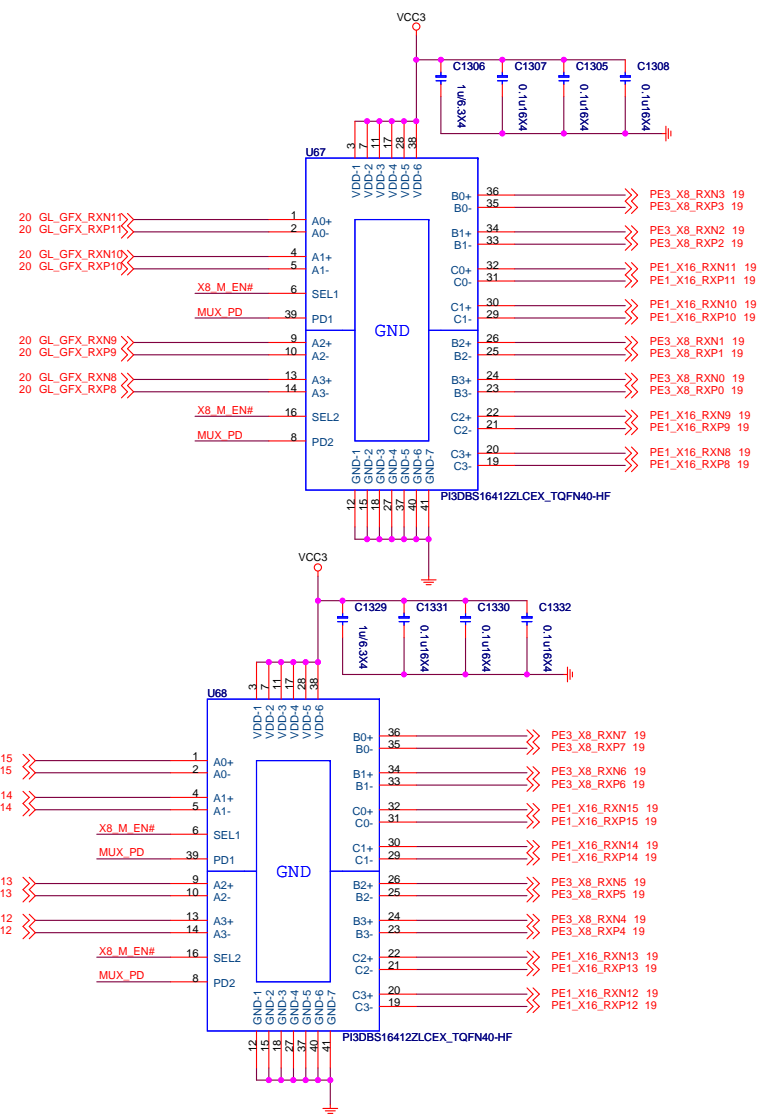 VCC3
C1306 C1307 C1305 C1308
1u/6.3X4 0.1u16X4 0.1u16X4 0.1u16X4
3 7 11 17 28 38
U67
VDD-1 VDD-2 VDD-3 VDD-4 VDD-5 VDD-6
B0+ 36 PE3_X8_RXN3 19
B0- 35 PE3_X8_RXP3 19
20 GL_GFX_RXN11 1 A0+
20 GL_GFX_RXP11 2 A0-
B1+ 34 PE3_X8_RXN2 19
B1- 33 PE3_X8_RXP2 19
20 GL_GFX_RXN10 4 A1+
20 GL_GFX_RXP10 5 A1-
C0+ 32 PE1_X16_RXN11 19
C0- 31 PE1_X16_RXP11 19
X8_M_EN# 6 SEL1
C1+ 30 PE1_X16_RXN10 19
C1- 29 PE1_X16_RXP10 19
MUX_PD 39 PD1
GND
20 GL_GFX_RXN9 9 A2+
20 GL_GFX_RXP9 10 A2-
B2+ 26 PE3_X8_RXN1 19
B2- 25 PE3_X8_RXP1 19
20 GL_GFX_RXN8 13 A3+
20 GL_GFX_RXP8 14 A3-
B3+ 24 PE3_X8_RXN0 19
B3- 23 PE3_X8_RXP0 19
X8_M_EN# 16 SEL2
C2+ 22 PE1_X16_RXN9 19
C2- 21 PE1_X16_RXP9 19
MUX_PD 8 PD2
C3+ 20 PE1_X16_RXN8 19
C3- 19 PE1_X16_RXP8 19
GND-1 GND-2 GND-3 GND-4 GND-5 GND-6 GND-7
PI3DBS16412ZLCEX_TQFN40-HF
12 15 18 27 37 40 41
VCC3
C1329 C1331 C1330 C1332
1u/6.3X4 0.1u16X4 0.1u16X4 0.1u16X4
3 7 11 17 28 38
U68
VDD-1 VDD-2 VDD-3 VDD-4 VDD-5 VDD-6
B0+ 36 PE3_X8_RXN7 19
B0- 35 PE3_X8_RXP7 19
15 1 A0+
15 2 A0-
B1+ 34 PE3_X8_RXN6 19
B1- 33 PE3_X8_RXP6 19
14 4 A1+
14 5 A1-
C0+ 32 PE1_X16_RXN15 19
C0- 31 PE1_X16_RXP15 19
X8_M_EN# 6 SEL1
C1+ 30 PE1_X16_RXN14 19
C1- 29 PE1_X16_RXP14 19
MUX_PD 39 PD1
GND
13 9 A2+
13 10 A2-
B2+ 26 PE3_X8_RXN5 19
B2- 25 PE3_X8_RXP5 19
12 13 A3+
12 14 A3-
B3+ 24 PE3_X8_RXN4 19
B3- 23 PE3_X8_RXP4 19
X8_M_EN# 16 SEL2
C2+ 22 PE1_X16_RXN13 19
C2- 21 PE1_X16_RXP13 19
MUX_PD 8 PD2
C3+ 20 PE1_X16_RXN12 19
C3- 19 PE1_X16_RXP12 19
GND-1 GND-2 GND-3 GND-4 GND-5 GND-6 GND-7
PI3DBS16412ZLCEX_TQFN40-HF
12 15 18 27 37 40 41